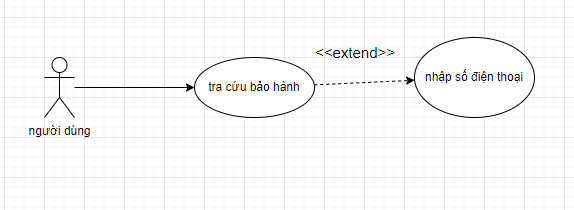 <<extend>>
tra cứu bảo hành
nhập số điện thoại
người dùng